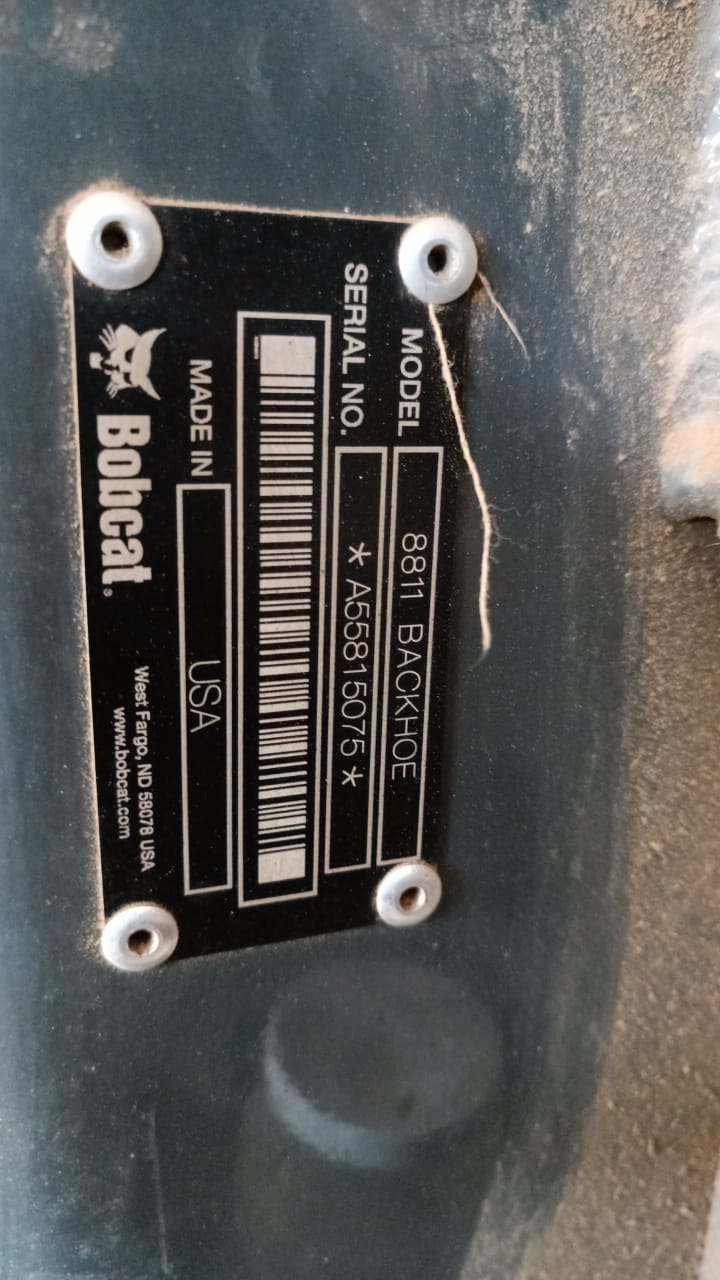 MODEL 8811 BACKHOE
SERIAL NO. * A55815075 *
MADE IN USA
Bobcat®
West Fargo, ND 58078 USA
www.bobcat.com